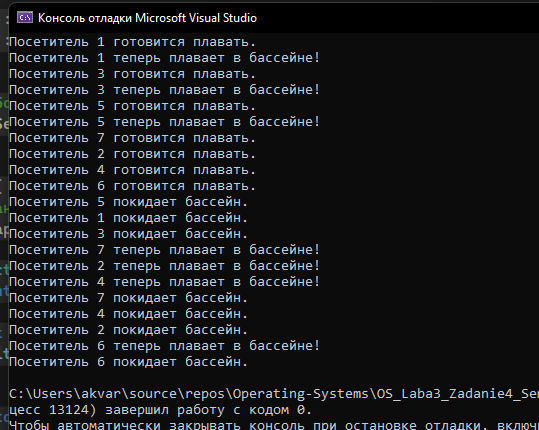 Консоль отладки Microsoft Visual Studio
Посетитель 1 готовится плавать.
Посетитель 1 теперь плавает в бассейне!
Посетитель 3 готовится плавать.
Посетитель 3 теперь плавает в бассейне!
Посетитель 5 готовится плавать.
Посетитель 5 теперь плавает в бассейне!
Посетитель 7 готовится плавать.
Посетитель 2 готовится плавать.
Посетитель 4 готовится плавать.
Посетитель 6 готовится плавать.
Посетитель 5 покидает бассейн.
Посетитель 1 покидает бассейн.
Посетитель 3 покидает бассейн.
Посетитель 7 теперь плавает в бассейне!
Посетитель 2 теперь плавает в бассейне!
Посетитель 4 теперь плавает в бассейне!
Посетитель 7 покидает бассейн.
Посетитель 4 покидает бассейн.
Посетитель 2 покидает бассейн.
Посетитель 6 теперь плавает в бассейне!
Посетитель 6 покидает бассейн.
C:\Users\akvar\source\repos\Operating-Systems\OS_Laba3_Zadanie4_Se
цесс 13124) завершил работу с кодом 0.
Чтобы автоматически закрывать консоль при остановке отладки, включи